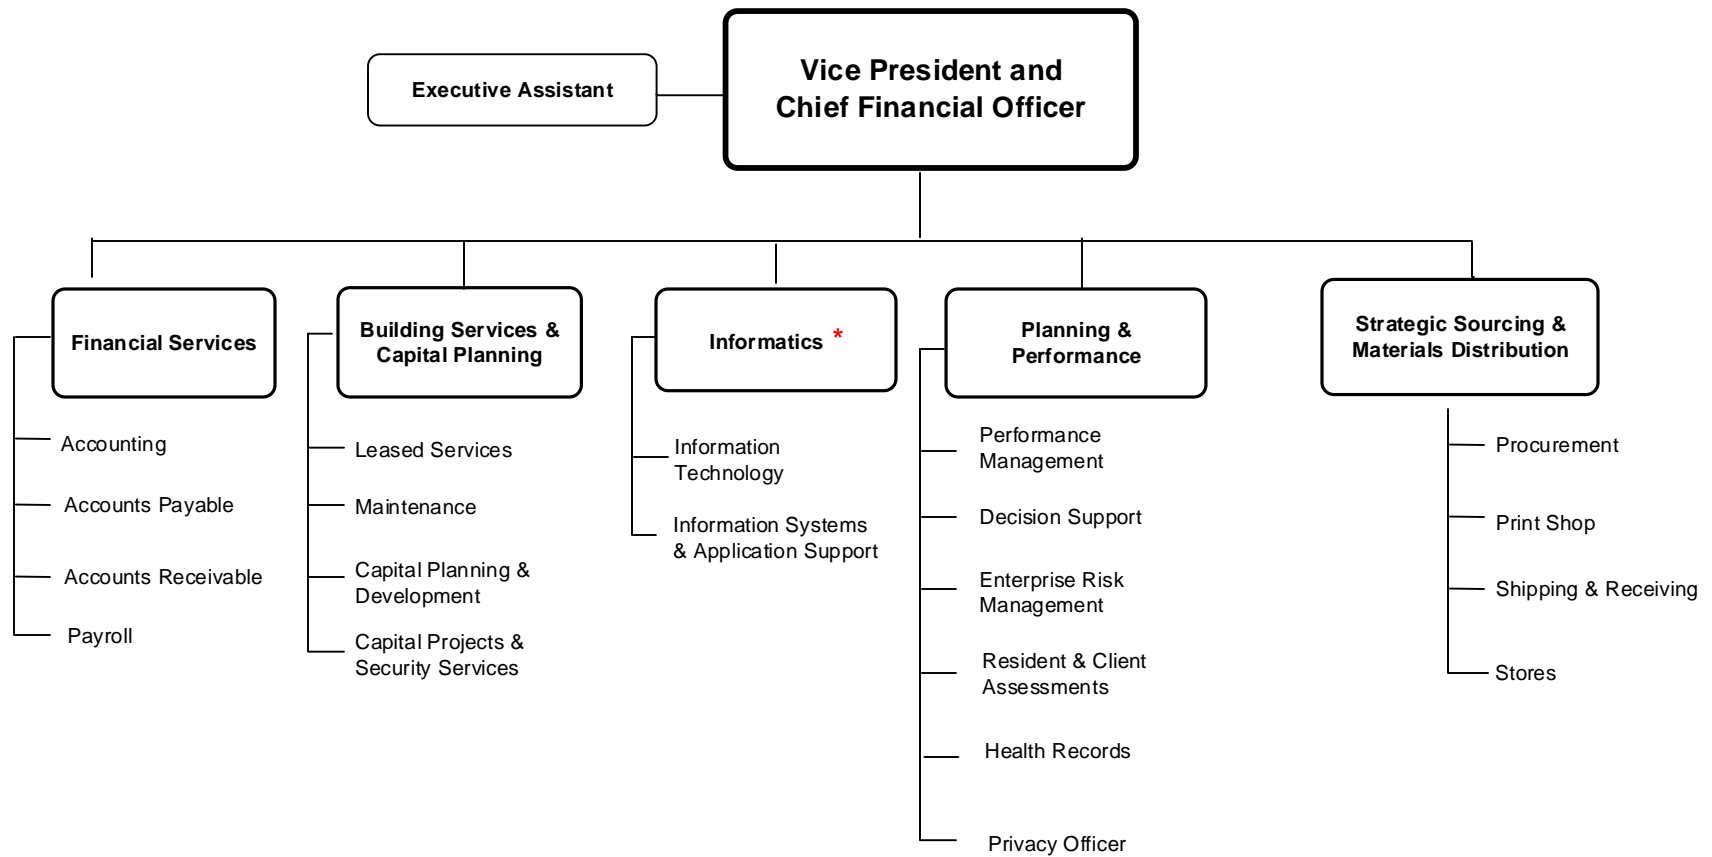 Executive Assistant
Vice President and
Chief Financial Officer
Financial Services
Accounting
Accounts Payable
Accounts Receivable
Payroll
Building Services &
Capital Planning
Leased Services
Maintenance
Capital Planning &
Development
Capital Projects &
Security Services
Informatics *
Information
Technology
Information Systems
& Application Support
Planning &
Performance
Performance
Management
Decision Support
Enterprise Risk
Management
Resident & Client
Assessments
Health Records
Privacy Officer
Strategic Sourcing &
Materials Distribution
Procurement
Print Shop
Shipping & Receiving
Stores